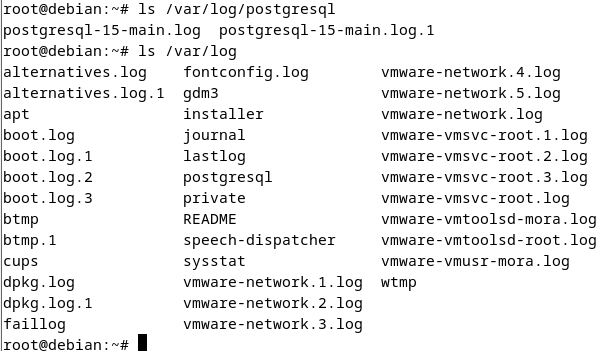 root@debian:~# ls /var/log/postgresql
postgresql-15-main.log  postgresql-15-main.log.1
root@debian:~# ls /var/log
alternatives.log    fontconfig.log        vmware-network.4.log
alternatives.log.1  gdm3                  vmware-network.5.log
apt                 installer             vmware-network.log
boot.log            journal               vmware-vmsvc-root.1.log
boot.log.1          lastlog               vmware-vmsvc-root.2.log
boot.log.2          postgresql            vmware-vmsvc-root.3.log
boot.log.3          private               vmware-vmsvc-root.log
btmp                README                vmware-vmtoolsd-mora.log
btmp.1              speech-dispatcher     vmware-vmtoolsd-root.log
cups                sysstat               vmware-vmusr-mora.log
dpkg.log            vmware-network.1.log  wtmp
dpkg.log.1          vmware-network.2.log
faillog             vmware-network.3.log
root@debian:~#